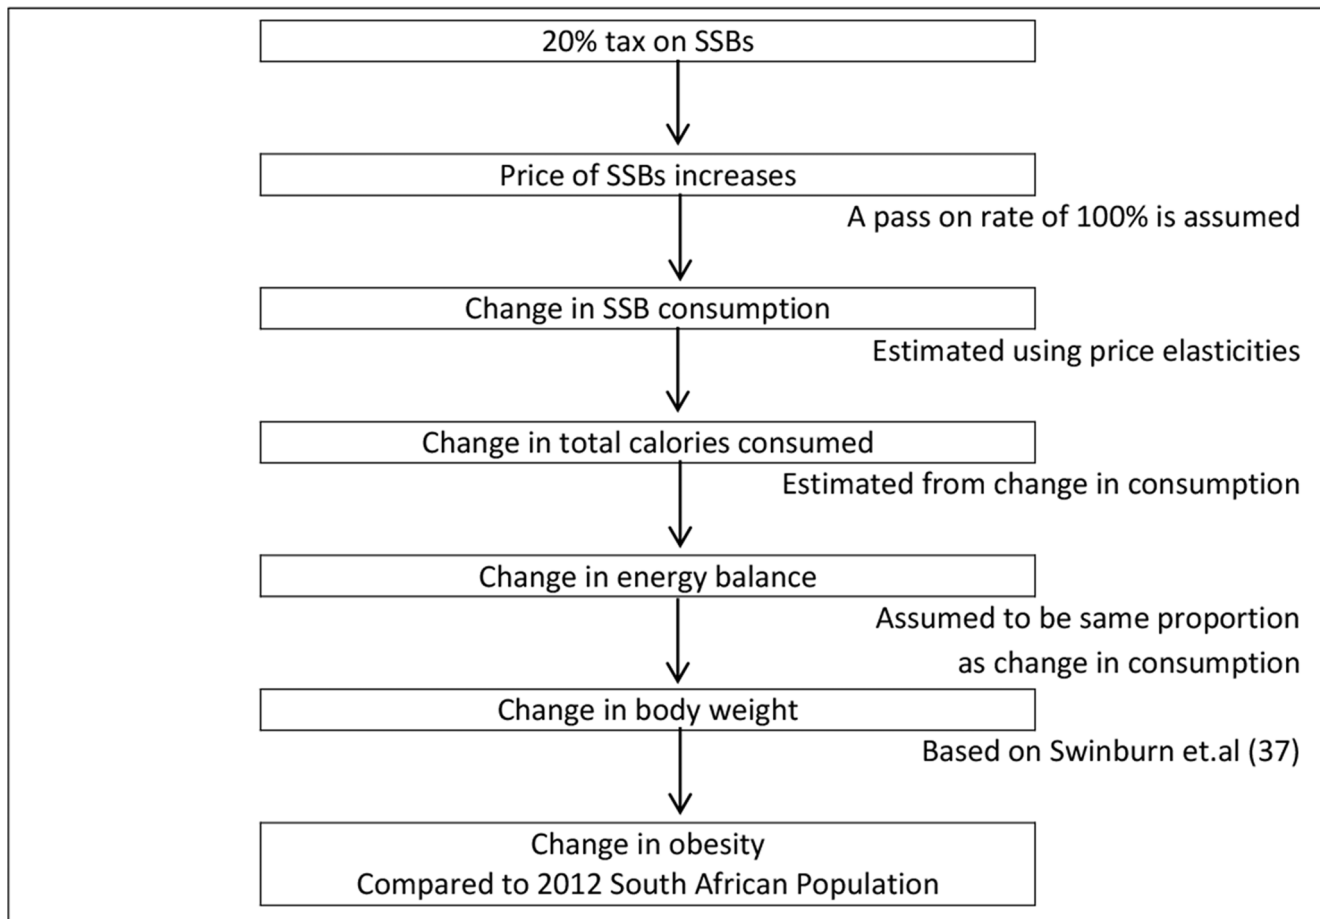 20% tax on SSBs
Price of SSBs increases
A pass on rate of 100% is assumed
Change in SSB consumption
Estimated using price elasticities
Change in total calories consumed
Estimated from change in consumption
Change in energy balance
Assumed to be same proportion
as change in consumption
Change in body weight
Based on Swinburn et.al (37)
Change in obesity
Compared to 2012 South African Population